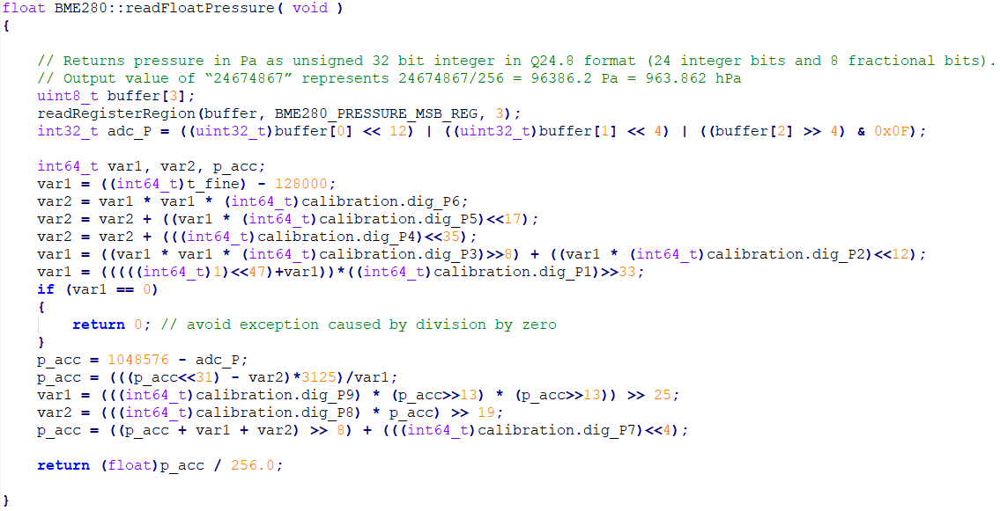 float BME280::readFloatPressure( void )
{
// Returns pressure in Pa as unsigned 32 bit integer in Q24.8 format (24 integer bits and 8 fractional bits).
// Output value of “24674867” represents 24674867/256 = 96386.2 Pa = 963.862 hPa
uint8_t buffer[3];
readRegisterRegion(buffer, BME280_PRESSURE_MSB_REG, 3);
int32_t adc_P = ((uint32_t)buffer[0] << 12) | ((uint32_t)buffer[1] << 4) | ((buffer[2] >> 4) & 0x0F);
int64_t var1, var2, p_acc;
var1 = ((int64_t)t_fine) - 128000;
var2 = var1 * var1 * (int64_t)calibration.dig_P6;
var2 = var2 + ((var1 * (int64_t)calibration.dig_P5)<<17);
var2 = var2 + (((int64_t)calibration.dig_P4)<<35);
var1 = ((var1 * var1 * (int64_t)calibration.dig_P3)>>8) + ((var1 * (int64_t)calibration.dig_P2)<<12);
var1 = (((((int64_t)1)<<47)+var1))*((int64_t)calibration.dig_P1)>>33;
if (var1 == 0)
{
return 0; // avoid exception caused by division by zero
}
p_acc = 1048576 - adc_P;
p_acc = (((p_acc<<31) - var2)*3125)/var1;
var1 = (((int64_t)calibration.dig_P9) * (p_acc>>13) * (p_acc>>13)) >> 25;
var2 = (((int64_t)calibration.dig_P8) * p_acc) >> 19;
p_acc = ((p_acc + var1 + var2) >> 8) + (((int64_t)calibration.dig_P7)<<4);
return (float)p_acc / 256.0;
}